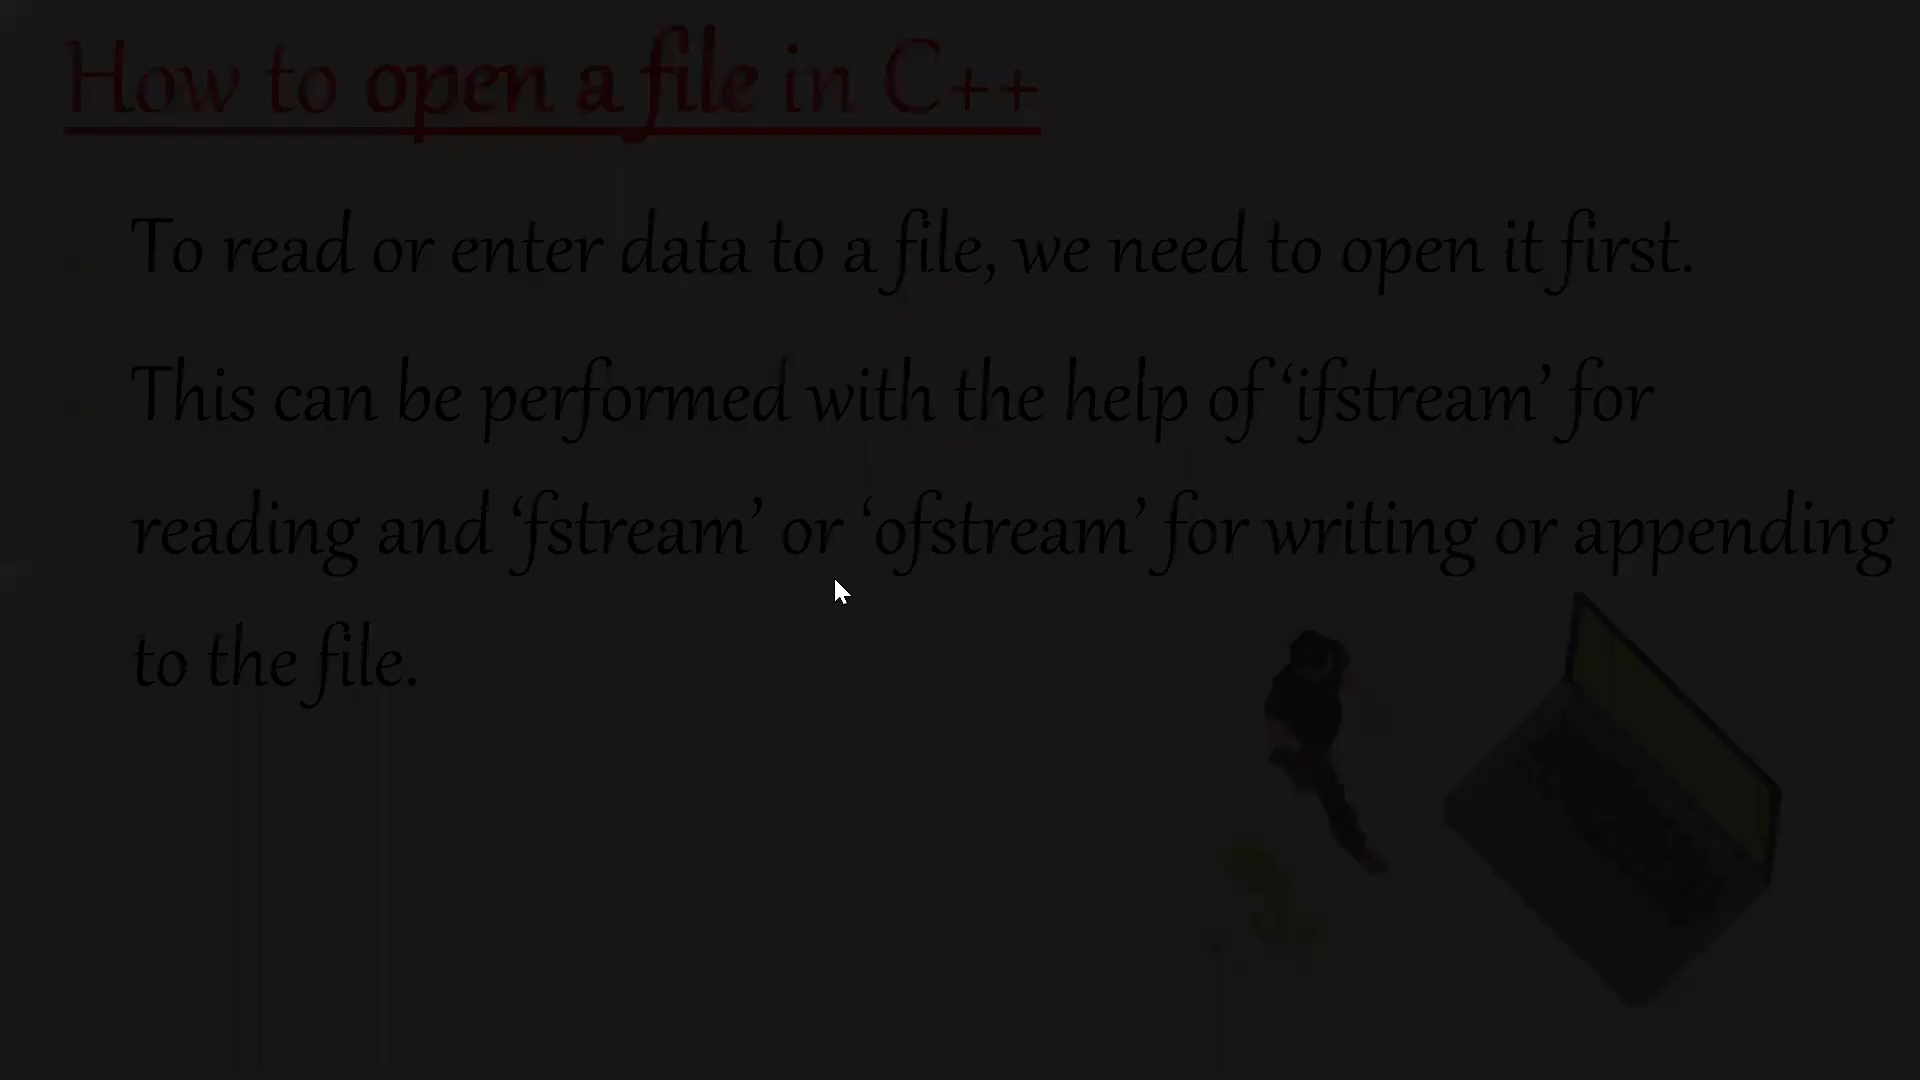 How to open a file in C++
To read or enter data to a file, we need to open it first.
This can be performed with the help of ‘ifstream’ for
reading and ‘fstream’ or ‘ofstream’ for writing or appending
to the file.